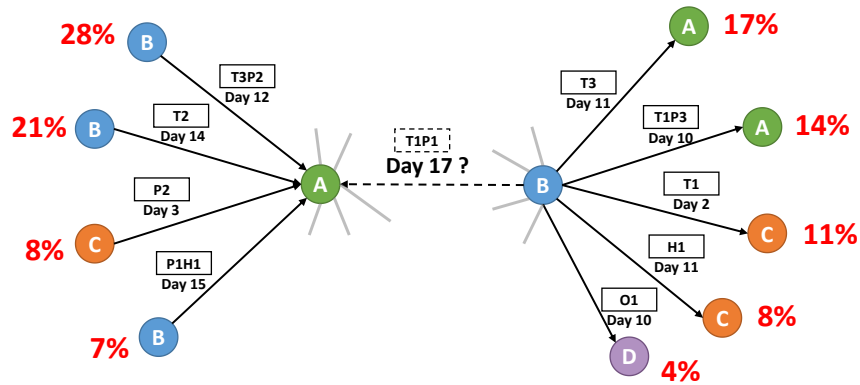 28%
B
T3P2
Day 12
21%
B
T2
Day 14
P2
Day 3
8%
C
P1H1
Day 15
7%
B
A
T1P1
Day 17 ?
B
A
17%
T3
Day 11
T1P3
Day 10
A
14%
T1
Day 2
C
11%
H1
Day 11
C
8%
O1
Day 10
D
4%